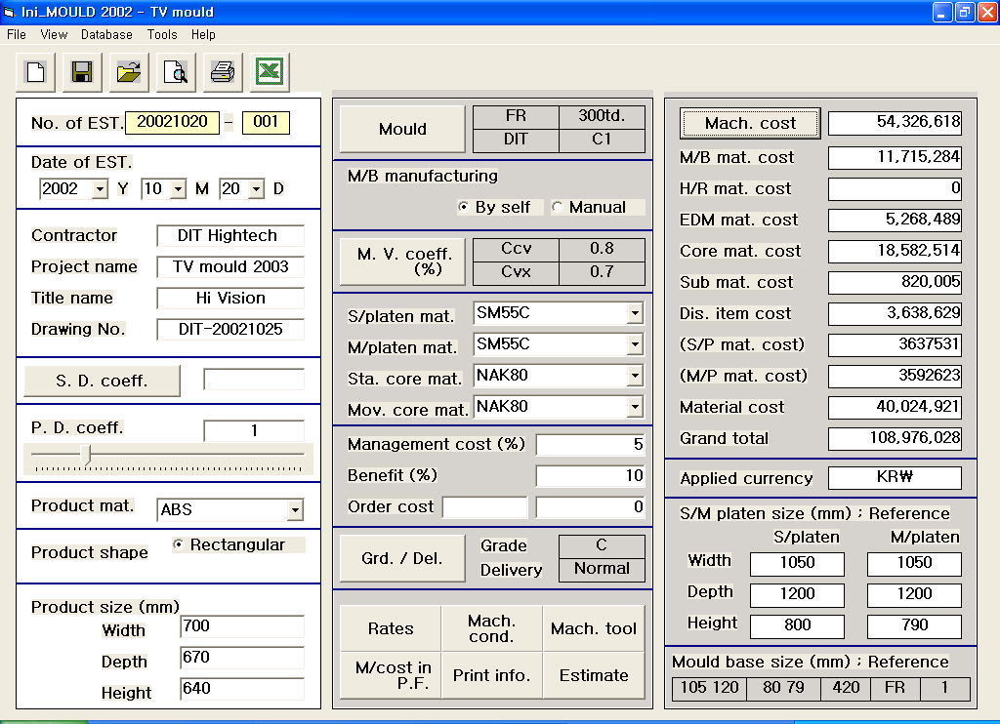 Ini_MOULD 2002 - TV mould
File View Database Tools Help
No. of EST. 20021020 - 001
Date of EST.
2002 Y 10 M 20 D
Contractor DIT Hightech
Project name TV mould 2003
Title name Hi Vision
Drawing No. DIT-20021025
S. D. coeff.
P. D. coeff. 1
Product mat. ABS
Product shape Rectangular
Product size (mm)
Width 700
Depth 670
Height 640
Mould FR 300td.
DIT C1
M/B manufacturing
By self Manual
M. V. coeff. (%) Ccv 0.8
Cvx 0.7
S/platen mat. SM55C
M/platen mat. SM55C
Sta. core mat. NAK80
Mov. core mat. NAK80
Management cost (%) 5
Benefit (%) 10
Order cost 0
Grd. / Del. Grade C
Delivery Normal
Rates Mach. cond. Mach. tool
M/cost in P.F. Print info. Estimate
Mach. cost 54,326,618
M/B mat. cost 11,715,284
H/R mat. cost 0
EDM mat. cost 5,268,489
Core mat. cost 18,582,514
Sub mat. cost 820,005
Dis. item cost 3,638,629
(S/P mat. cost) 3637531
(M/P mat. cost) 3592623
Material cost 40,024,921
Grand total 108,976,028
Applied currency KR₩
S/M platen size (mm) ; Reference
S/platen M/platen
Width 1050 1050
Depth 1200 1200
Height 800 790
Mould base size (mm) ; Reference
105 120 80 79 420 FR 1